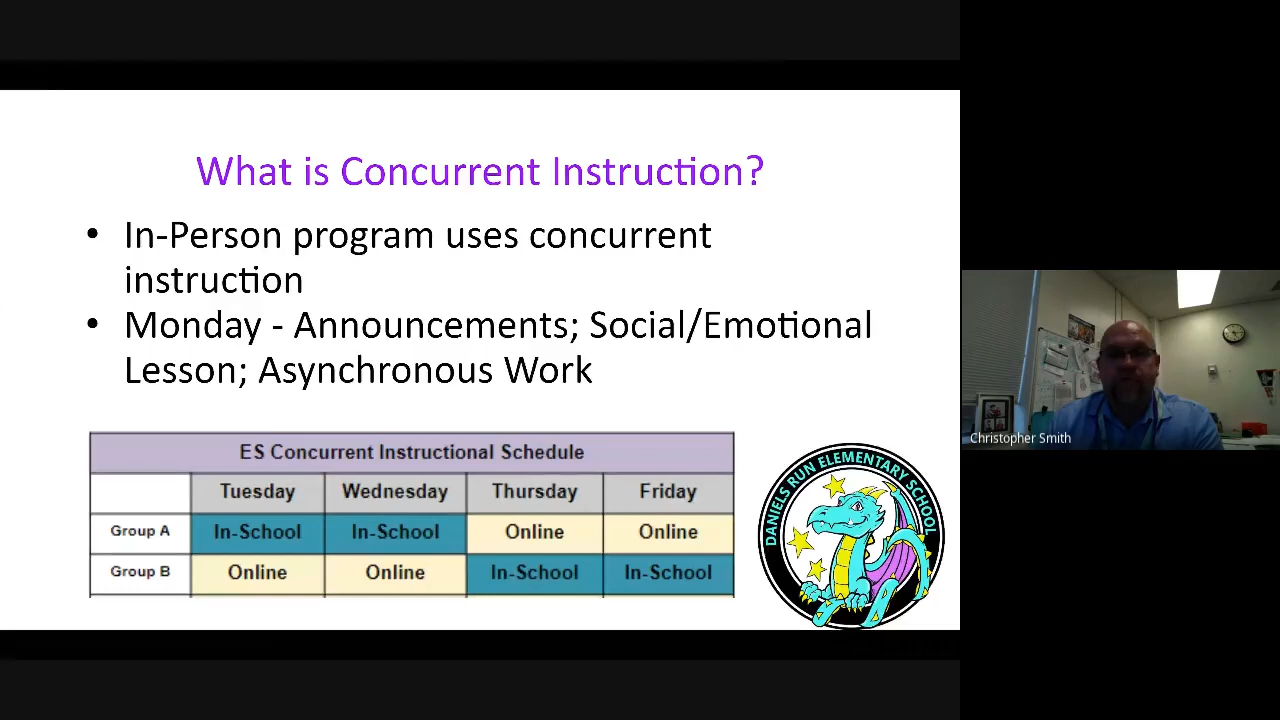 What is Concurrent Instruction?
• In-Person program uses concurrent
instruction
• Monday - Announcements; Social/Emotional
Lesson; Asynchronous Work
ES Concurrent Instructional Schedule
Tuesday Wednesday Thursday Friday
Group A In-School In-School Online Online
Group B Online Online In-School In-School
DANIELS RUN ELEMENTARY SCHOOL
Christopher Smith